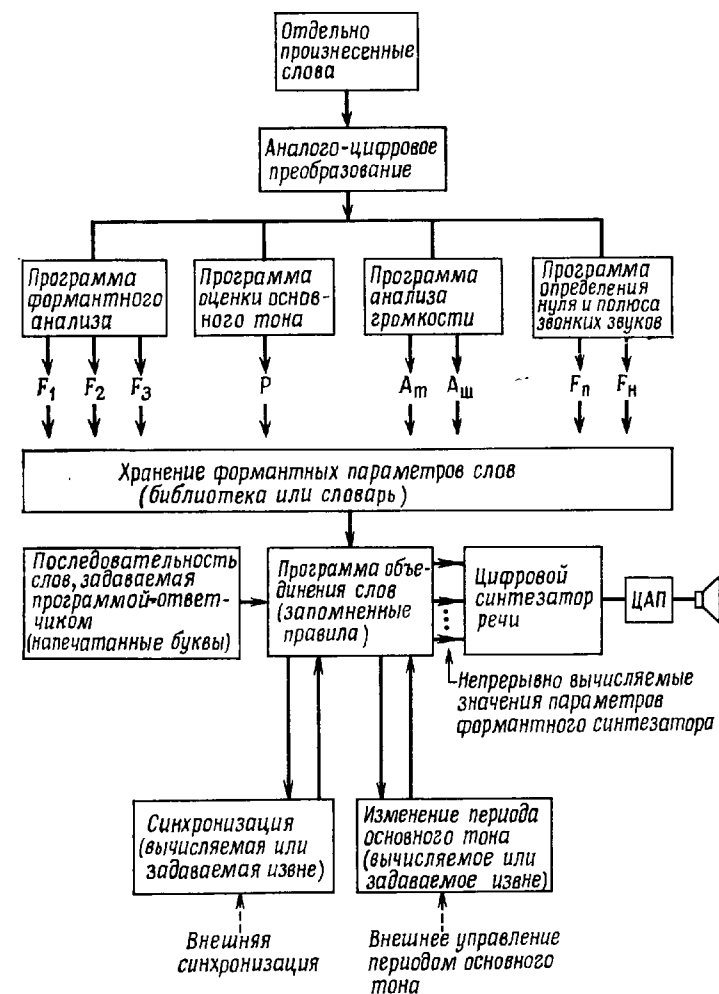 Отдельно
произнесенные
слова
Аналого-цифровое
преобразование
Программа
формантного
анализа
Программа
оценки основ-
ного тона
Программа
анализа
громкости
Программа
определения
нуля и полюса
звонких звуков
F1 F2 F3 P Am Aш Fп Fн
Хранение формантных параметров слов
(библиотека или словарь)
Последовательность
слов, задаваемая
программой-ответ-
чиком
(напечатанные буквы)
Программа объе-
динения слов
(запомненные
правила)
Цифровой
синтезатор
речи
ЦАП
Непрерывно вычисляемые
значения параметров
формантного синтезатора
Синхронизация
(вычисляемая или
задаваемая извне)
Изменение периода
основного тона
(вычисляемое или
задаваемое извне)
Внешняя
синхронизация
Внешнее управление
периодом основного
тона